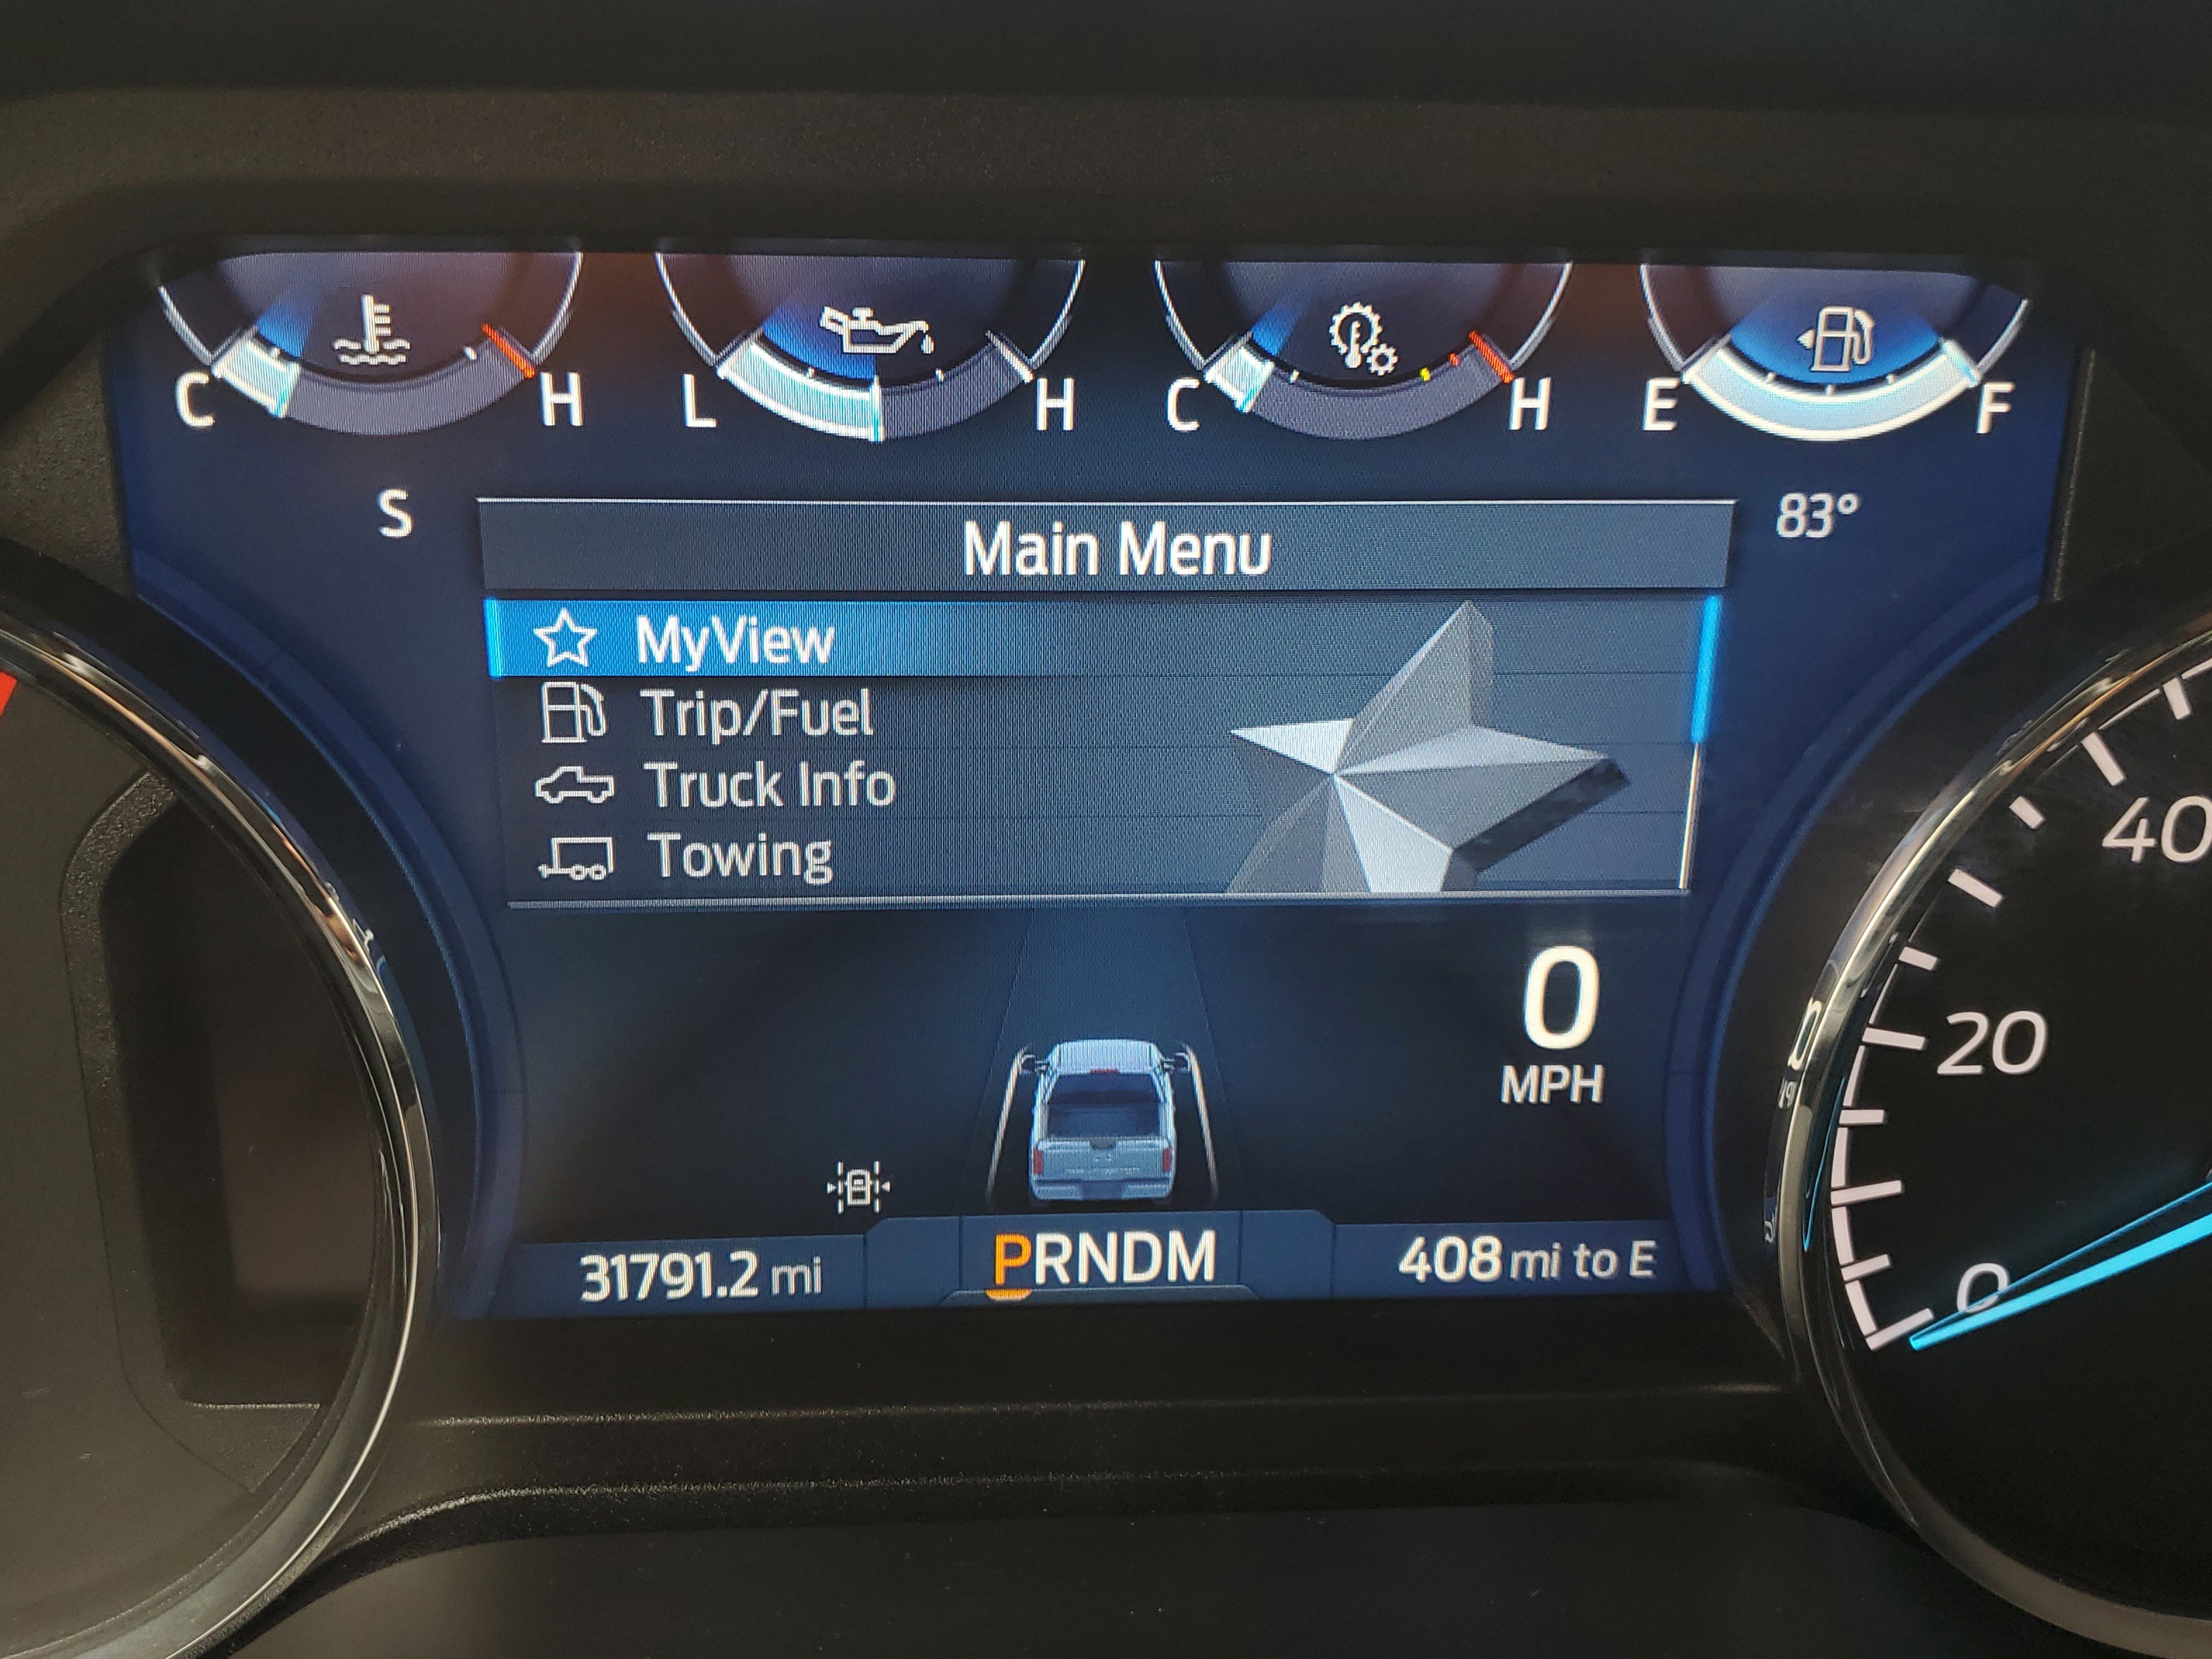 C H L H C H E F
S 83°
Main Menu
MyView
Trip/Fuel
Truck Info
Towing
0
MPH
31791.2 mi PRNDM 408 mi to E
40
20
0